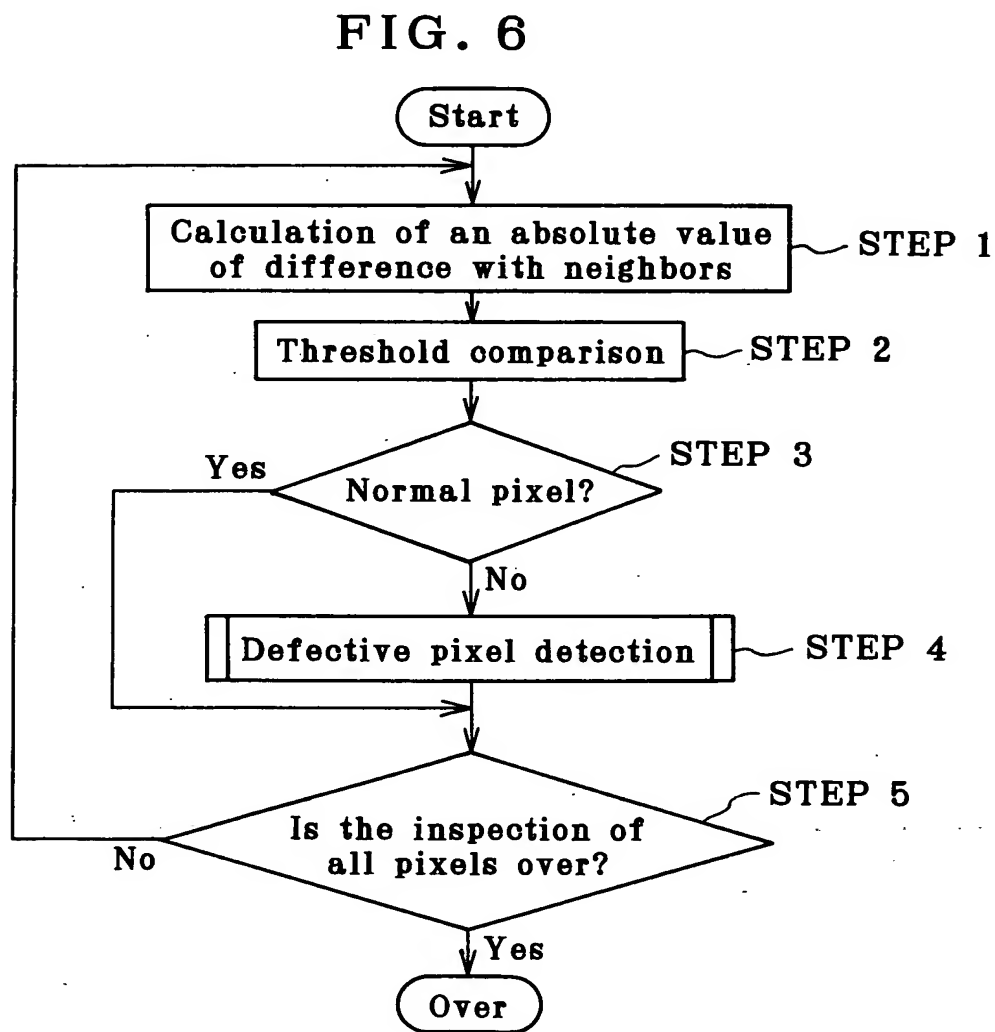 FIG. 6
Start
Calculation of an absolute value
of difference with neighbors
STEP 1
Threshold comparison
STEP 2
STEP 3
Yes
Normal pixel?
No
Defective pixel detection
STEP 4
STEP 5
Is the inspection of
all pixels over?
No
Yes
Over